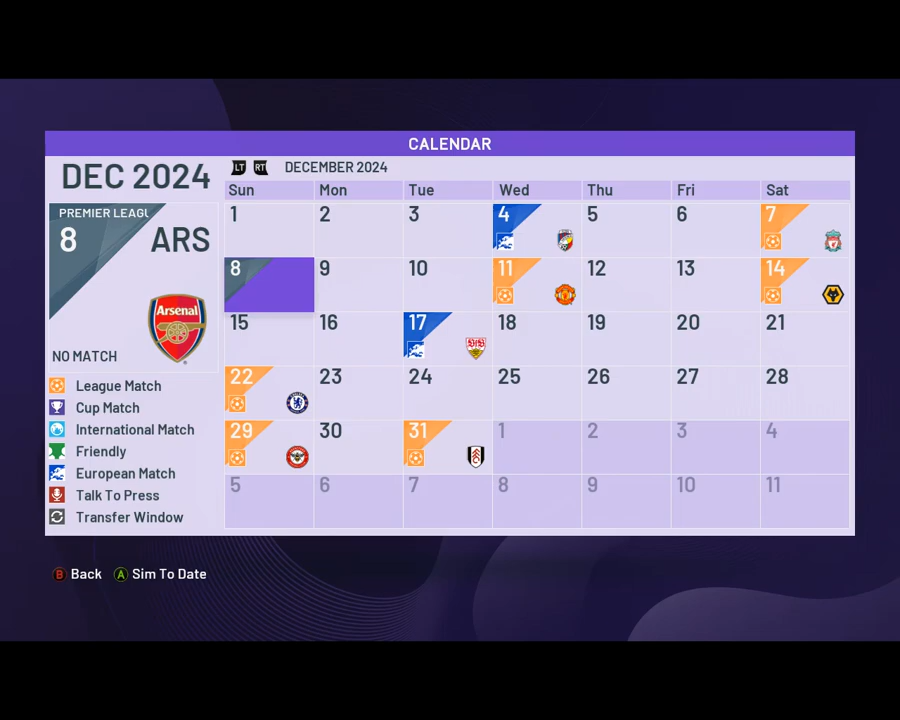 CALENDAR
DEC 2024
LT RT DECEMBER 2024
Sun Mon Tue Wed Thu Fri Sat
PREMIER LEAGU
8 ARS
Arsenal
NO MATCH
1 2 3 4 5 6 7
8 9 10 11 12 13 14
15 16 17 18 19 20 21
22 23 24 25 26 27 28
29 30 31 1 2 3 4
5 6 7 8 9 10 11
League Match
Cup Match
International Match
Friendly
European Match
Talk To Press
Transfer Window
B Back A Sim To Date